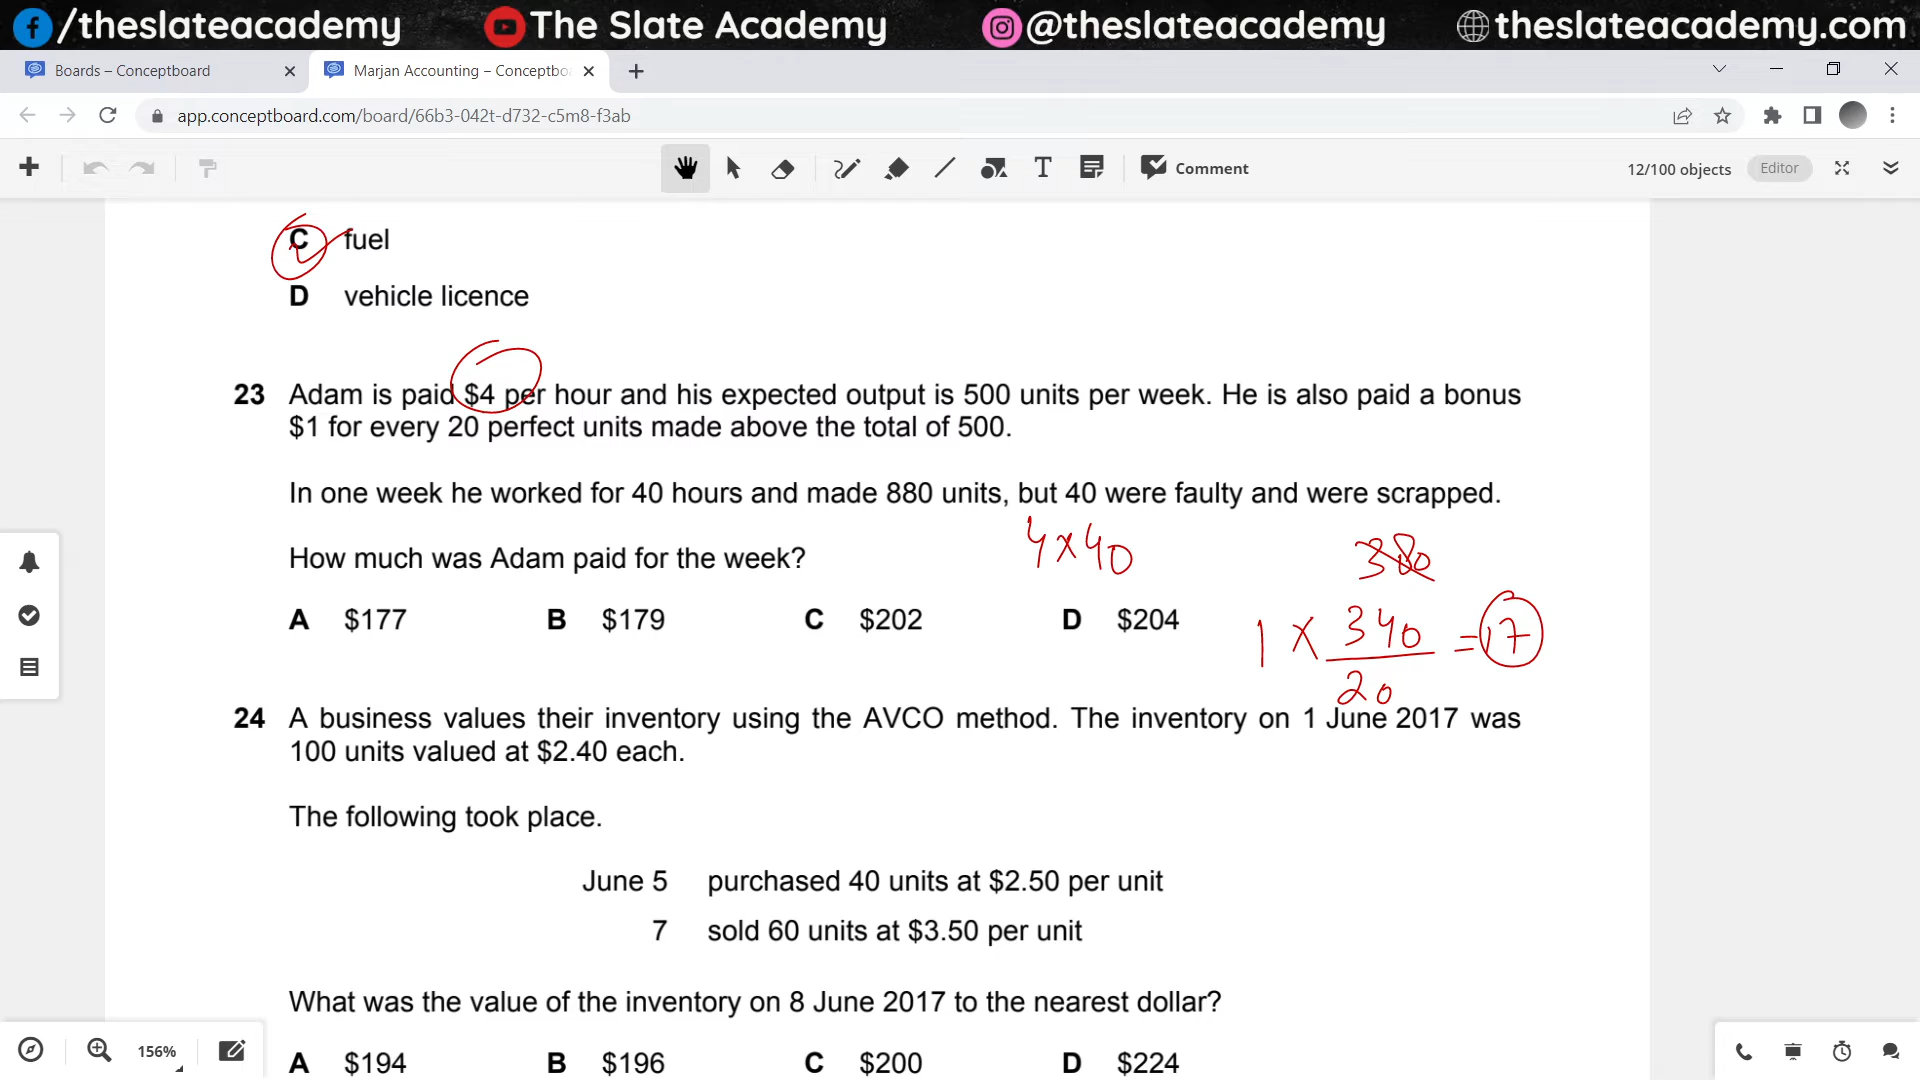 /theslateacademy The Slate Academy @theslateacademy theslateacademy.com
Boards – Conceptboard Marjan Accounting – Conceptbo
app.conceptboard.com/board/66b3-042t-d732-c5m8-f3ab
T Comment 12/100 objects Editor
C fuel
D vehicle licence
23 Adam is paid $4 per hour and his expected output is 500 units per week. He is also paid a bonus
$1 for every 20 perfect units made above the total of 500.
In one week he worked for 40 hours and made 880 units, but 40 were faulty and were scrapped.
4×40
380
How much was Adam paid for the week?
A $177 B $179 C $202 D $204
1 × 340 = 17
20
24 A business values their inventory using the AVCO method. The inventory on 1 June 2017 was
100 units valued at $2.40 each.
The following took place.
June 5 purchased 40 units at $2.50 per unit
7 sold 60 units at $3.50 per unit
What was the value of the inventory on 8 June 2017 to the nearest dollar?
156%
A $194 B $196 C $200 D $224